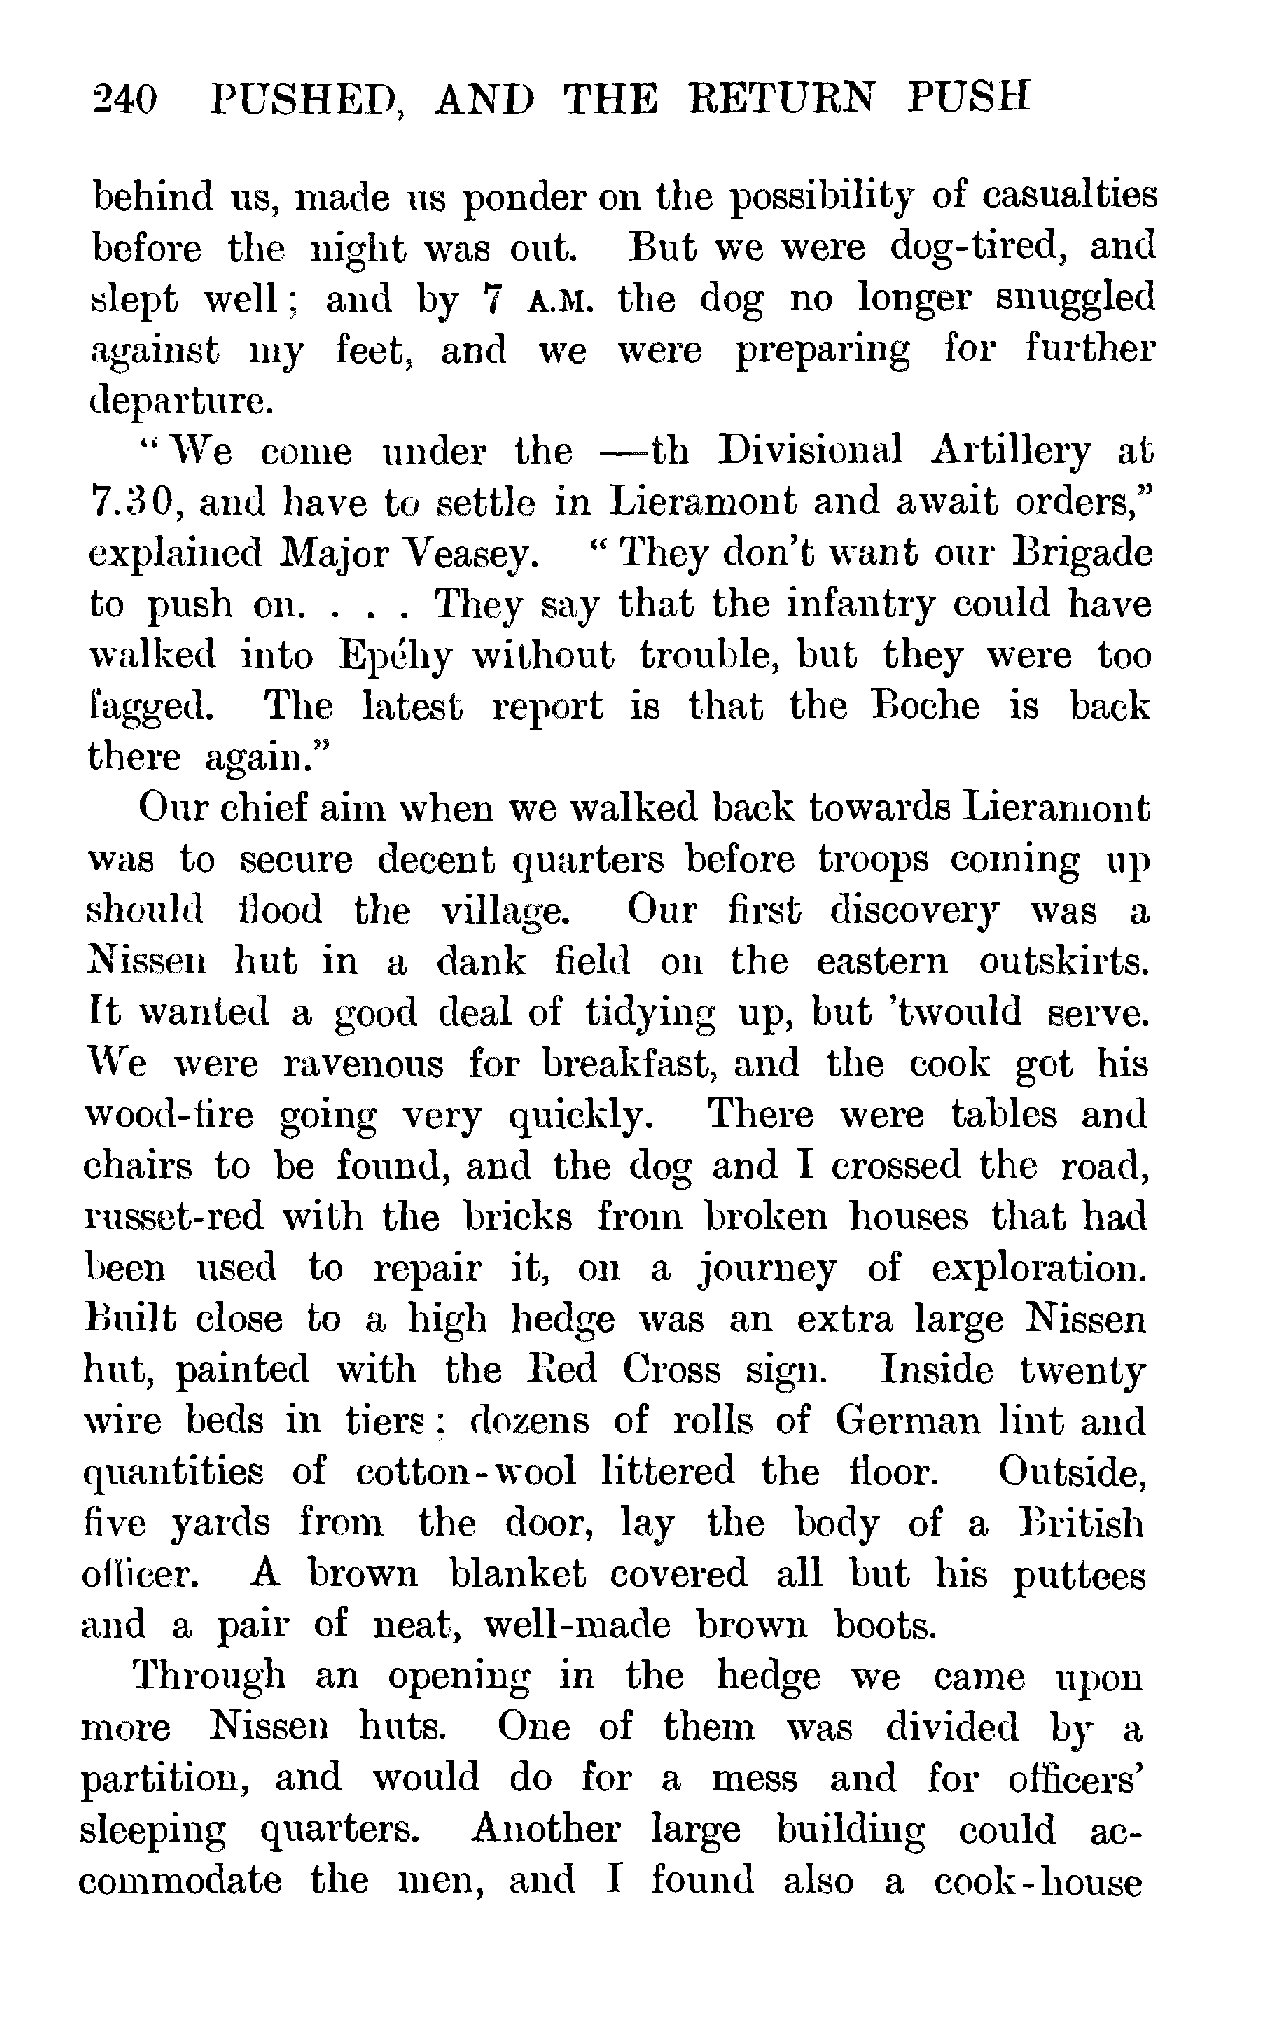 240 PUSHED, AND THE RETURN PUSH
behind us, made us ponder on the possibility of casualties
before the night was out. But we were dog-tired, and
slept well; and by 7 A.M. the dog no longer snuggled
against my feet, and we were preparing for further
departure.
“We come under the —th Divisional Artillery at
7.30, and have to settle in Lieramont and await orders,”
explained Major Veasey. “They don't want our Brigade
to push on. . . . They say that the infantry could have
walked into Epéhy without trouble, but they were too
fagged. The latest report is that the Boche is back
there again.”
Our chief aim when we walked back towards Lieramont
was to secure decent quarters before troops coming up
should flood the village. Our first discovery was a
Nissen hut in a dank field on the eastern outskirts.
It wanted a good deal of tidying up, but 'twould serve.
We were ravenous for breakfast, and the cook got his
wood-fire going very quickly. There were tables and
chairs to be found, and the dog and I crossed the road,
russet-red with the bricks from broken houses that had
been used to repair it, on a journey of exploration.
Built close to a high hedge was an extra large Nissen
hut, painted with the Red Cross sign. Inside twenty
wire beds in tiers: dozens of rolls of German lint and
quantities of cotton-wool littered the floor. Outside,
five yards from the door, lay the body of a British
officer. A brown blanket covered all but his puttees
and a pair of neat, well-made brown boots.
Through an opening in the hedge we came upon
more Nissen huts. One of them was divided by a
partition, and would do for a mess and for officers'
sleeping quarters. Another large building could ac-
commodate the men, and I found also a cook-house